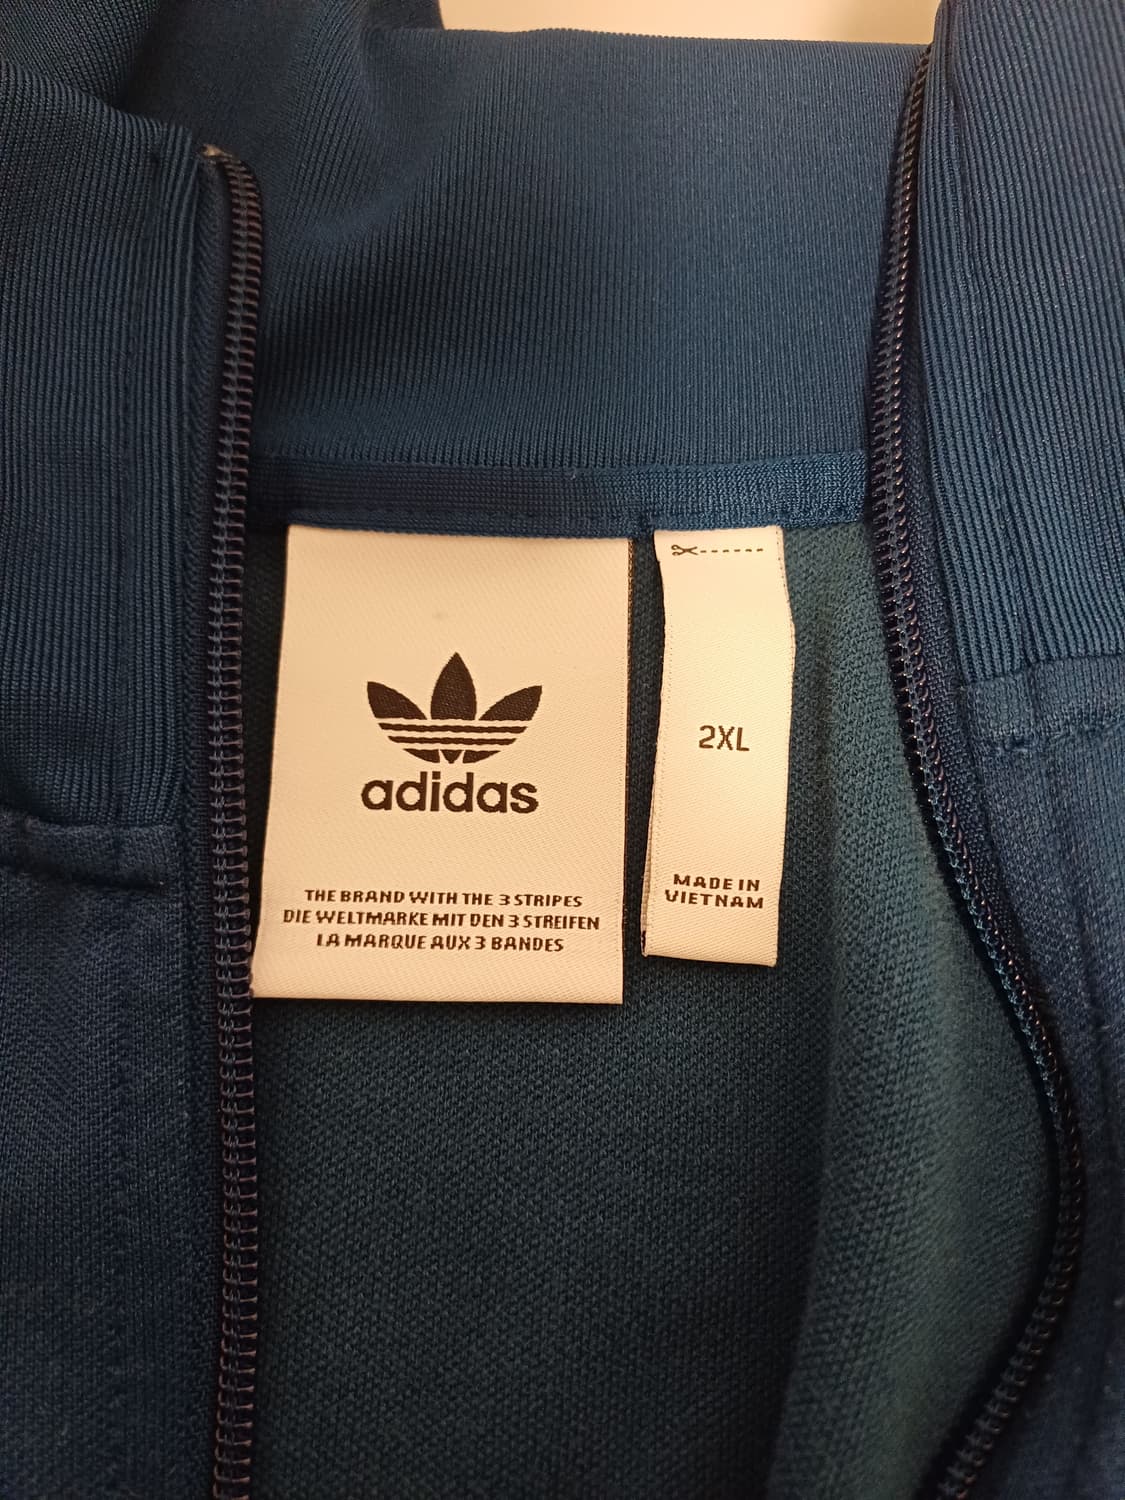 adidas
THE BRAND WITH THE 3 STRIPES
DIE WELTMARKE MIT DEN 3 STREIFEN
LA MARQUE AUX 3 BANDES
2XL
MADE IN
VIETNAM